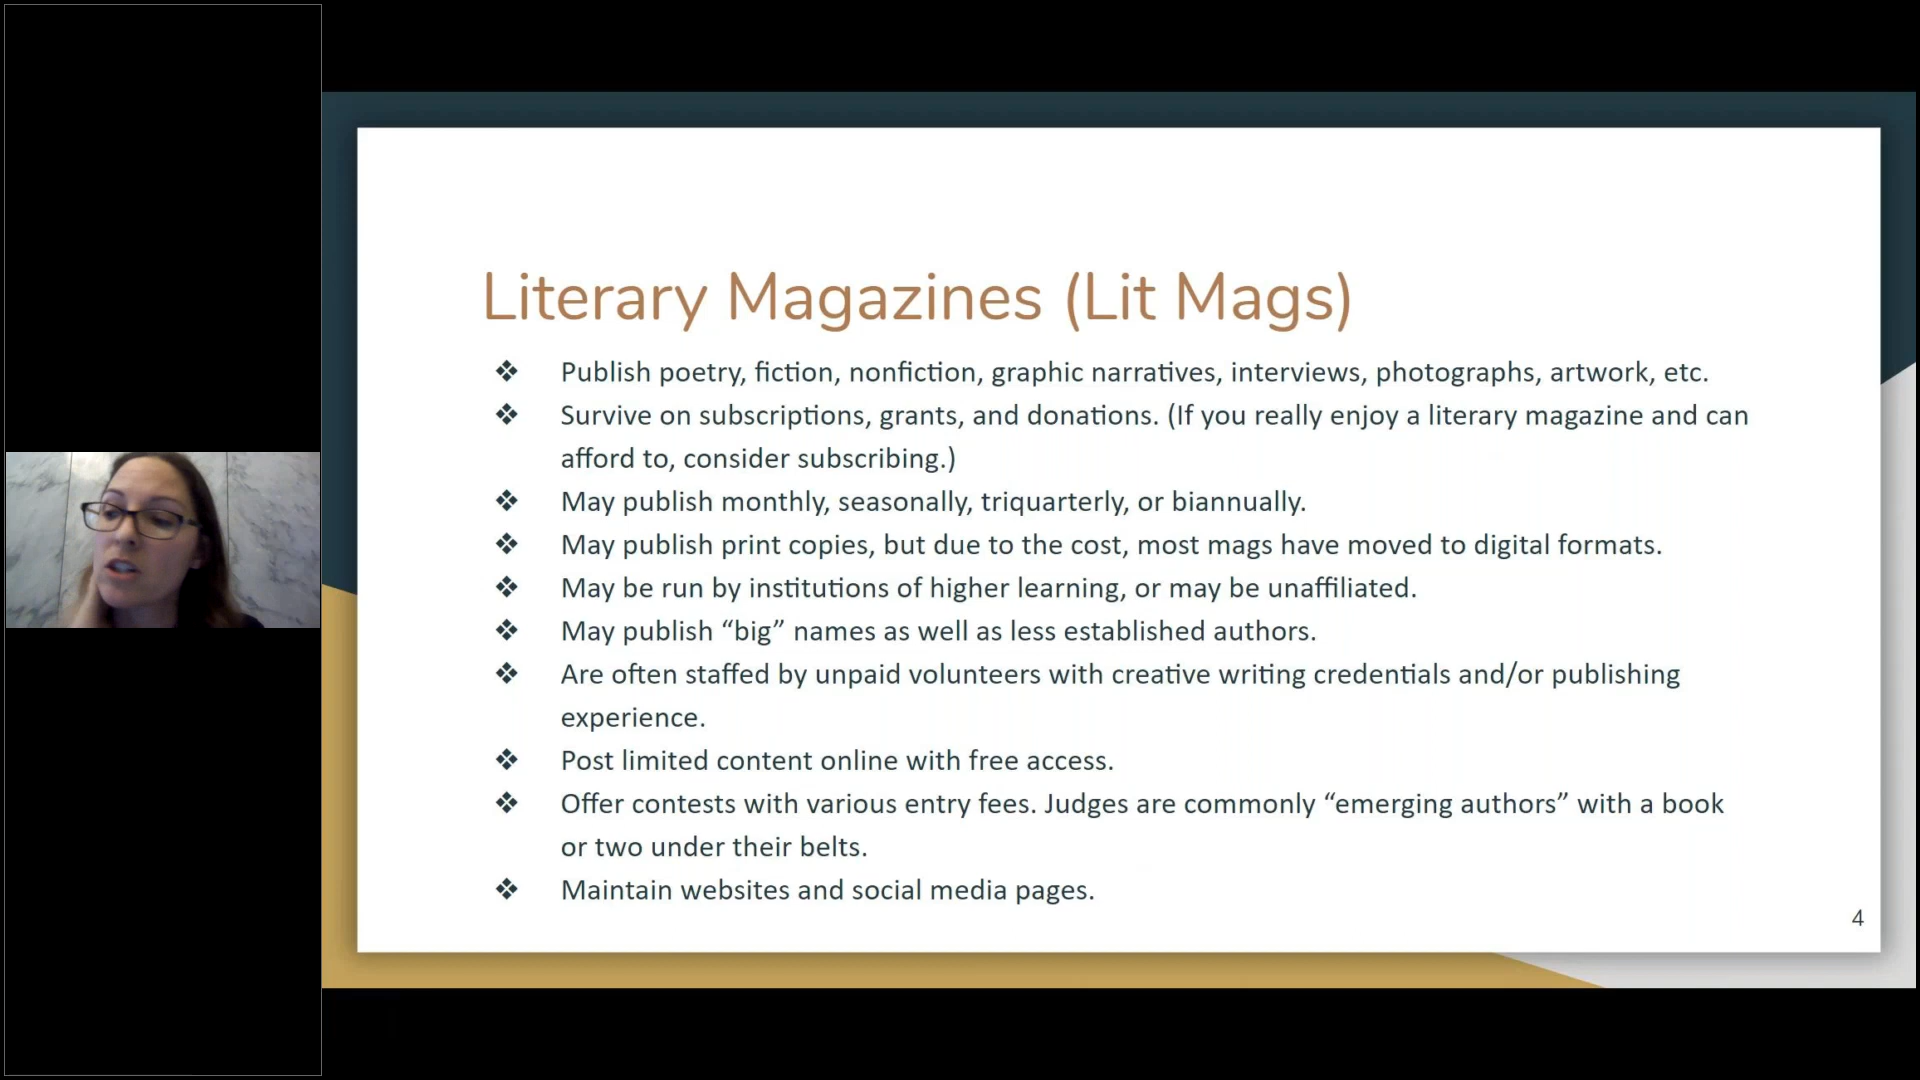 Literary Magazines (Lit Mags)
❖ Publish poetry, fiction, nonfiction, graphic narratives, interviews, photographs, artwork, etc.
❖ Survive on subscriptions, grants, and donations. (If you really enjoy a literary magazine and can
afford to, consider subscribing.)
❖ May publish monthly, seasonally, triquarterly, or biannually.
❖ May publish print copies, but due to the cost, most mags have moved to digital formats.
❖ May be run by institutions of higher learning, or may be unaffiliated.
❖ May publish “big” names as well as less established authors.
❖ Are often staffed by unpaid volunteers with creative writing credentials and/or publishing
experience.
❖ Post limited content online with free access.
❖ Offer contests with various entry fees. Judges are commonly “emerging authors” with a book
or two under their belts.
❖ Maintain websites and social media pages.
4